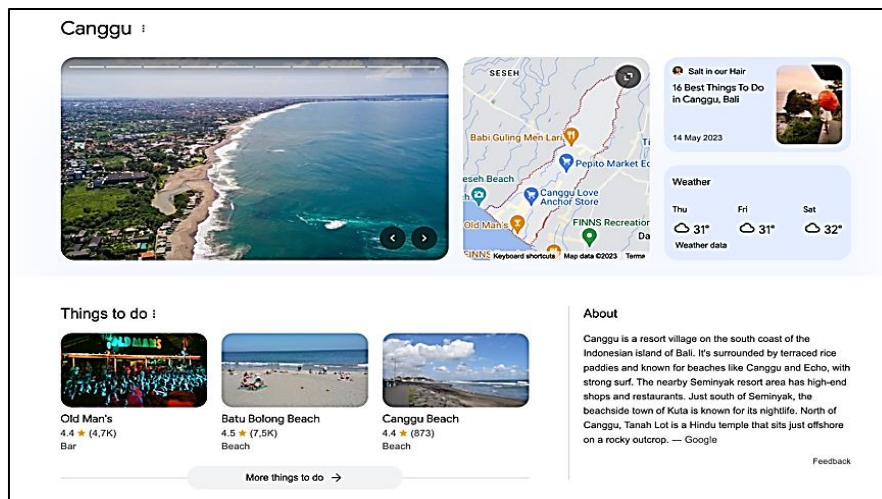 Canggu
SESEH
Babi Guling Men Lari
Pepito Market Ec
eseh Beach
Canggu Love
Anchor Store
Old Man's
FINNS Recreation
Da
FINNS
Keyboard shortcuts Map data ©2023 Terms
Salt in our Hair
16 Best Things To Do
in Canggu, Bali
14 May 2023
Weather
Thu Fri Sat
31° 31° 32°
Weather data
Things to do
OLD MAN'S
Old Man's
4.4 ★ (4,7K)
Bar
Batu Bolong Beach
4.5 ★ (7,5K)
Beach
Canggu Beach
4.4 ★ (873)
Beach
More things to do →
About
Canggu is a resort village on the south coast of the
Indonesian island of Bali. It's surrounded by terraced rice
paddies and known for beaches like Canggu and Echo, with
strong surf. The nearby Seminyak resort area has high-end
shops and restaurants. Just south of Seminyak, the
beachside town of Kuta is known for its nightlife. North of
Canggu, Tanah Lot is a Hindu temple that sits just offshore
on a rocky outcrop. — Google
Feedback